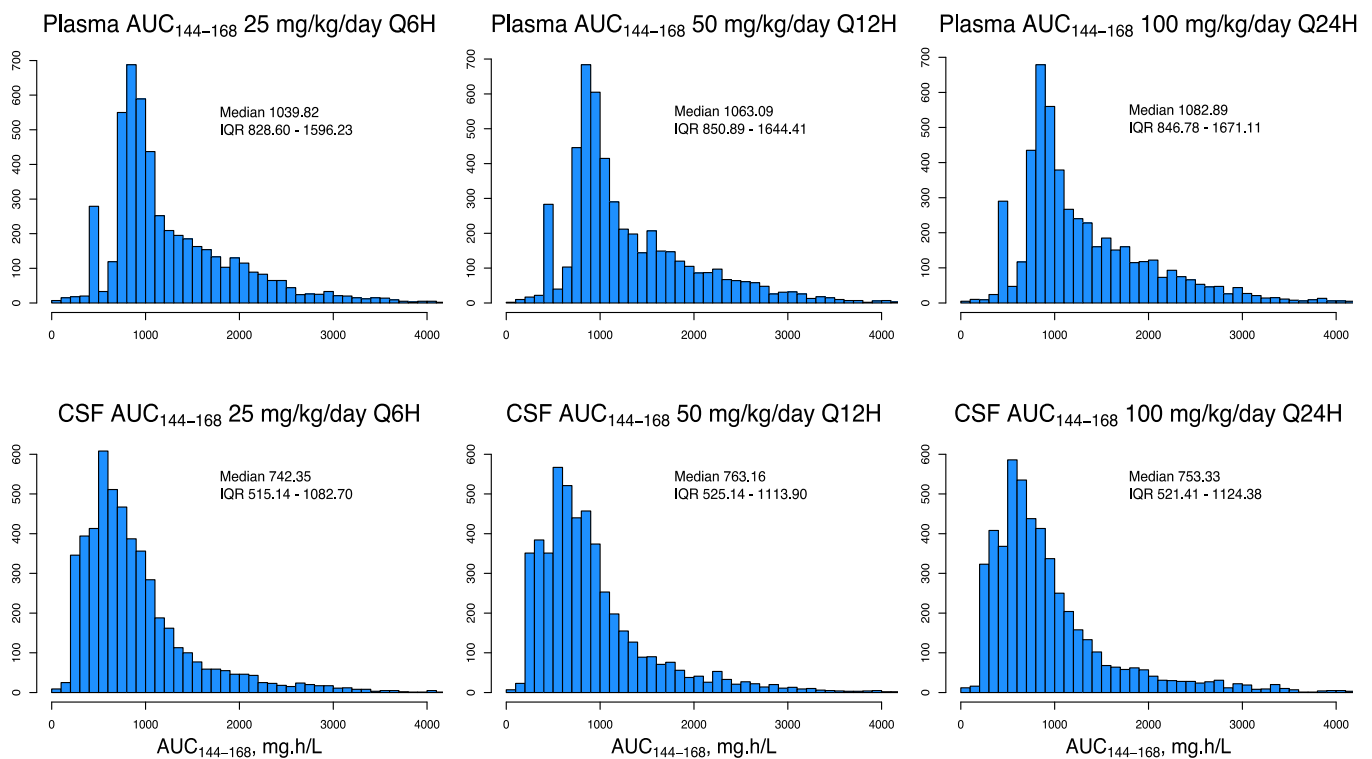 Plasma AUC144–168 25 mg/kg/day Q6H
Median 1039.82
IQR 828.60 - 1596.23
0 100 200 300 400 500 600 700
0 1000 2000 3000 4000
Plasma AUC144–168 50 mg/kg/day Q12H
Median 1063.09
IQR 850.89 - 1644.41
0 100 200 300 400 500 600 700
0 1000 2000 3000 4000
Plasma AUC144–168 100 mg/kg/day Q24H
Median 1082.89
IQR 846.78 - 1671.11
0 100 200 300 400 500 600 700
0 1000 2000 3000 4000
CSF AUC144–168 25 mg/kg/day Q6H
Median 742.35
IQR 515.14 - 1082.70
0 100 200 300 400 500 600
0 1000 2000 3000 4000
AUC144–168, mg.h/L
CSF AUC144–168 50 mg/kg/day Q12H
Median 763.16
IQR 525.14 - 1113.90
0 100 200 300 400 500 600
0 1000 2000 3000 4000
AUC144–168, mg.h/L
CSF AUC144–168 100 mg/kg/day Q24H
Median 753.33
IQR 521.41 - 1124.38
0 100 200 300 400 500 600
0 1000 2000 3000 4000
AUC144–168, mg.h/L